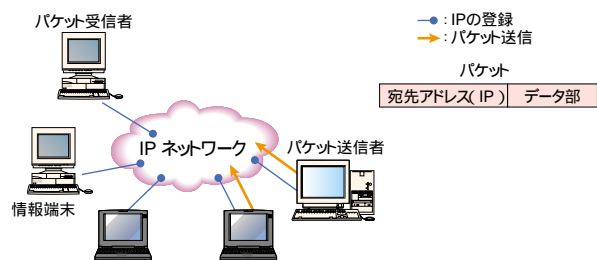 パケット受信者
: IPの登録
: パケット送信
パケット
宛先アドレス( IP )
データ部
IP ネットワーク
パケット送信者
情報端末